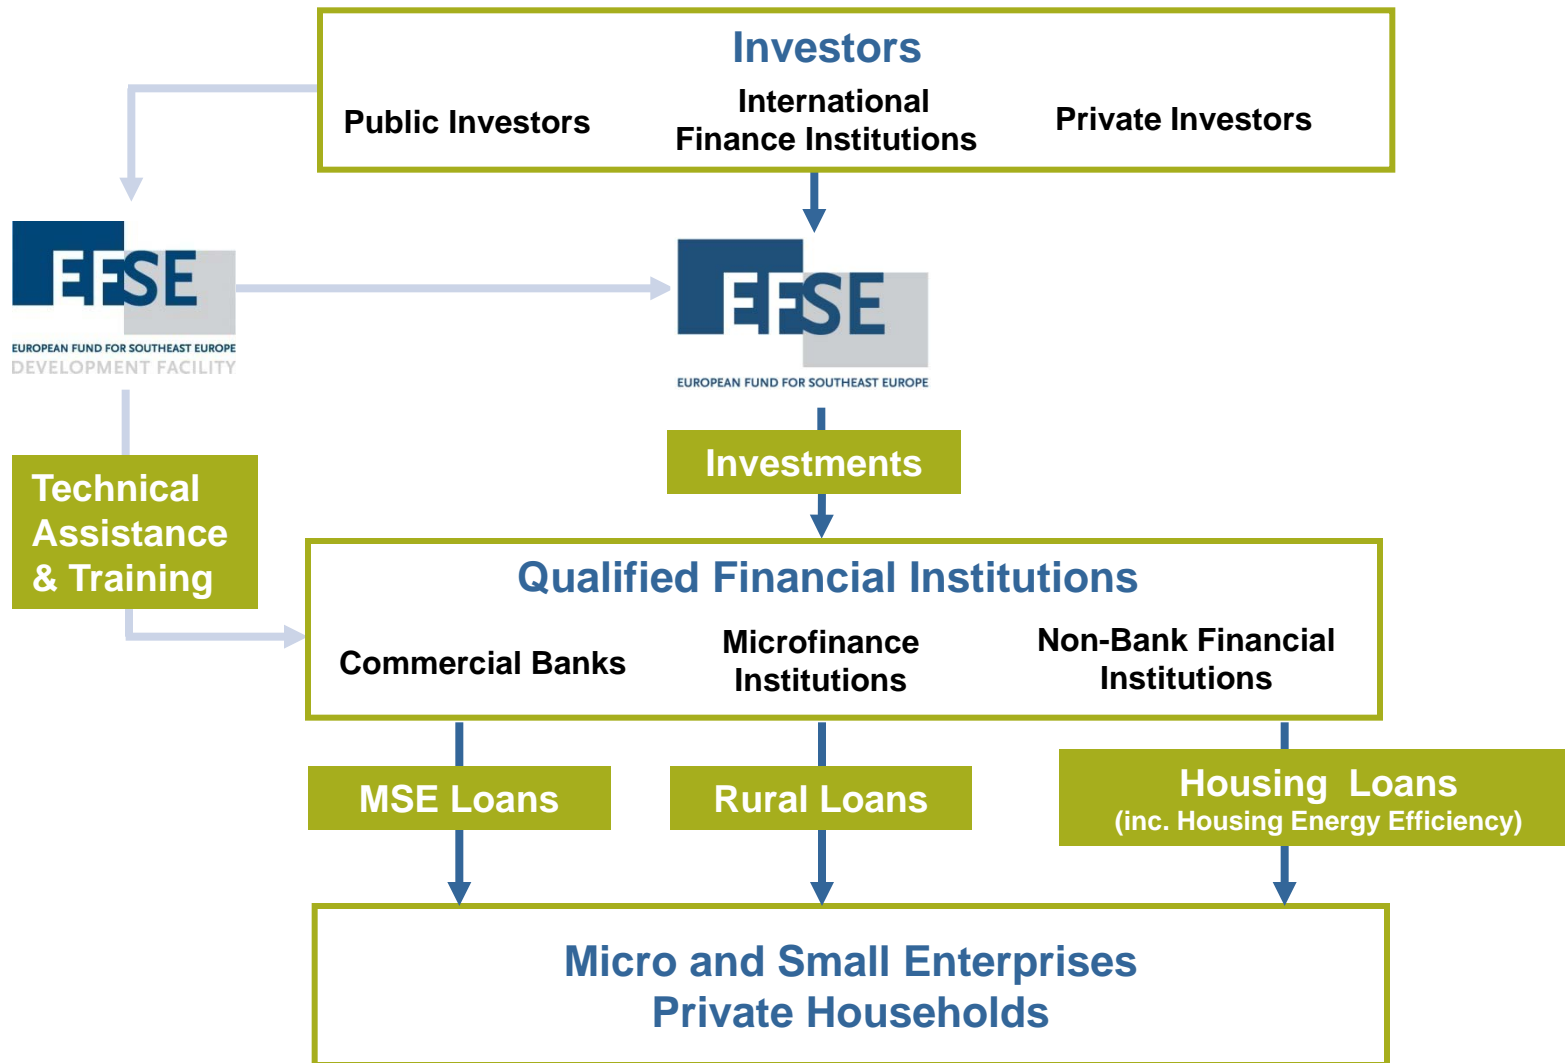 Investors
Public Investors
International
Finance Institutions
Private Investors
EFSE
EUROPEAN FUND FOR SOUTHEAST EUROPE
DEVELOPMENT FACILITY
EFSE
EUROPEAN FUND FOR SOUTHEAST EUROPE
Investments
Technical
Assistance
& Training
Qualified Financial Institutions
Commercial Banks
Microfinance
Institutions
Non-Bank Financial
Institutions
MSE Loans
Rural Loans
Housing Loans
(inc. Housing Energy Efficiency)
Micro and Small Enterprises
Private Households